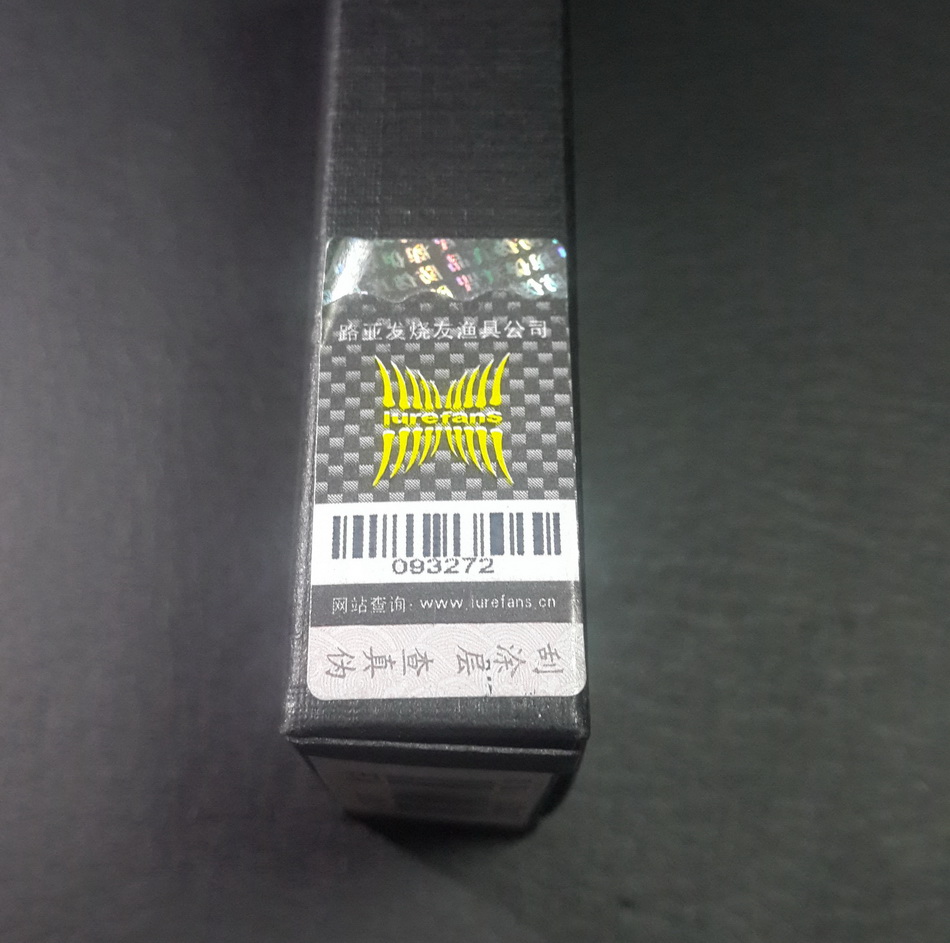 路亚发烧友渔具公司
lurefans
093272
网站查询: www.lurefans.cn
刮涂层 查真伪